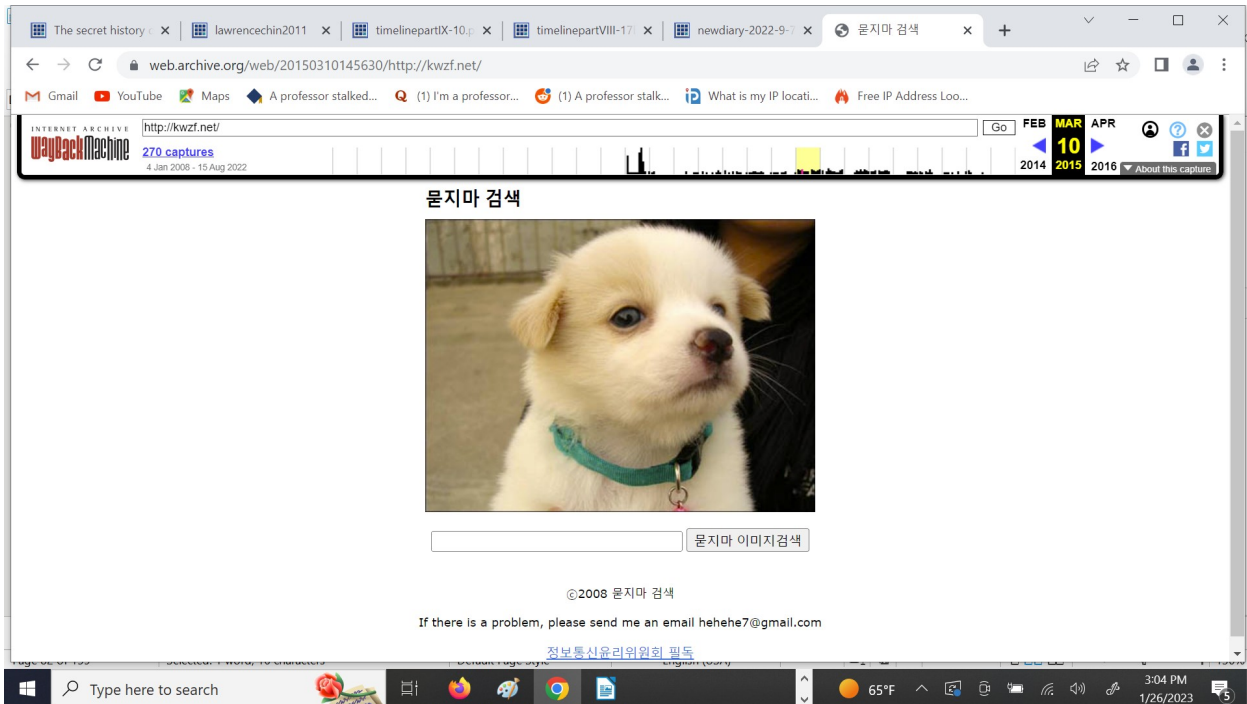 The secret history
lawrencechin2011
timelinepartIX-10.p
timelinepartVIII-17
newdiary-2022-9-7
묻지마 검색
web.archive.org/web/20150310145630/http://kwzf.net/
Gmail
YouTube
Maps
A professor stalked...
(1) I'm a professor...
(1) A professor stalk...
What is my IP locati...
Free IP Address Loo...
INTERNET ARCHIVE
WayBackMachine
http://kwzf.net/
Go
FEB MAR APR
270 captures
10
4 Jan 2008 - 15 Aug 2022
2014 2015 2016
About this capture
묻지마 검색
묻지마 이미지검색
©2008 묻지마 검색
If there is a problem, please send me an email hehehe7@gmail.com
정보통신윤리위원회 필독
Type here to search
65°F
3:04 PM
1/26/2023
5